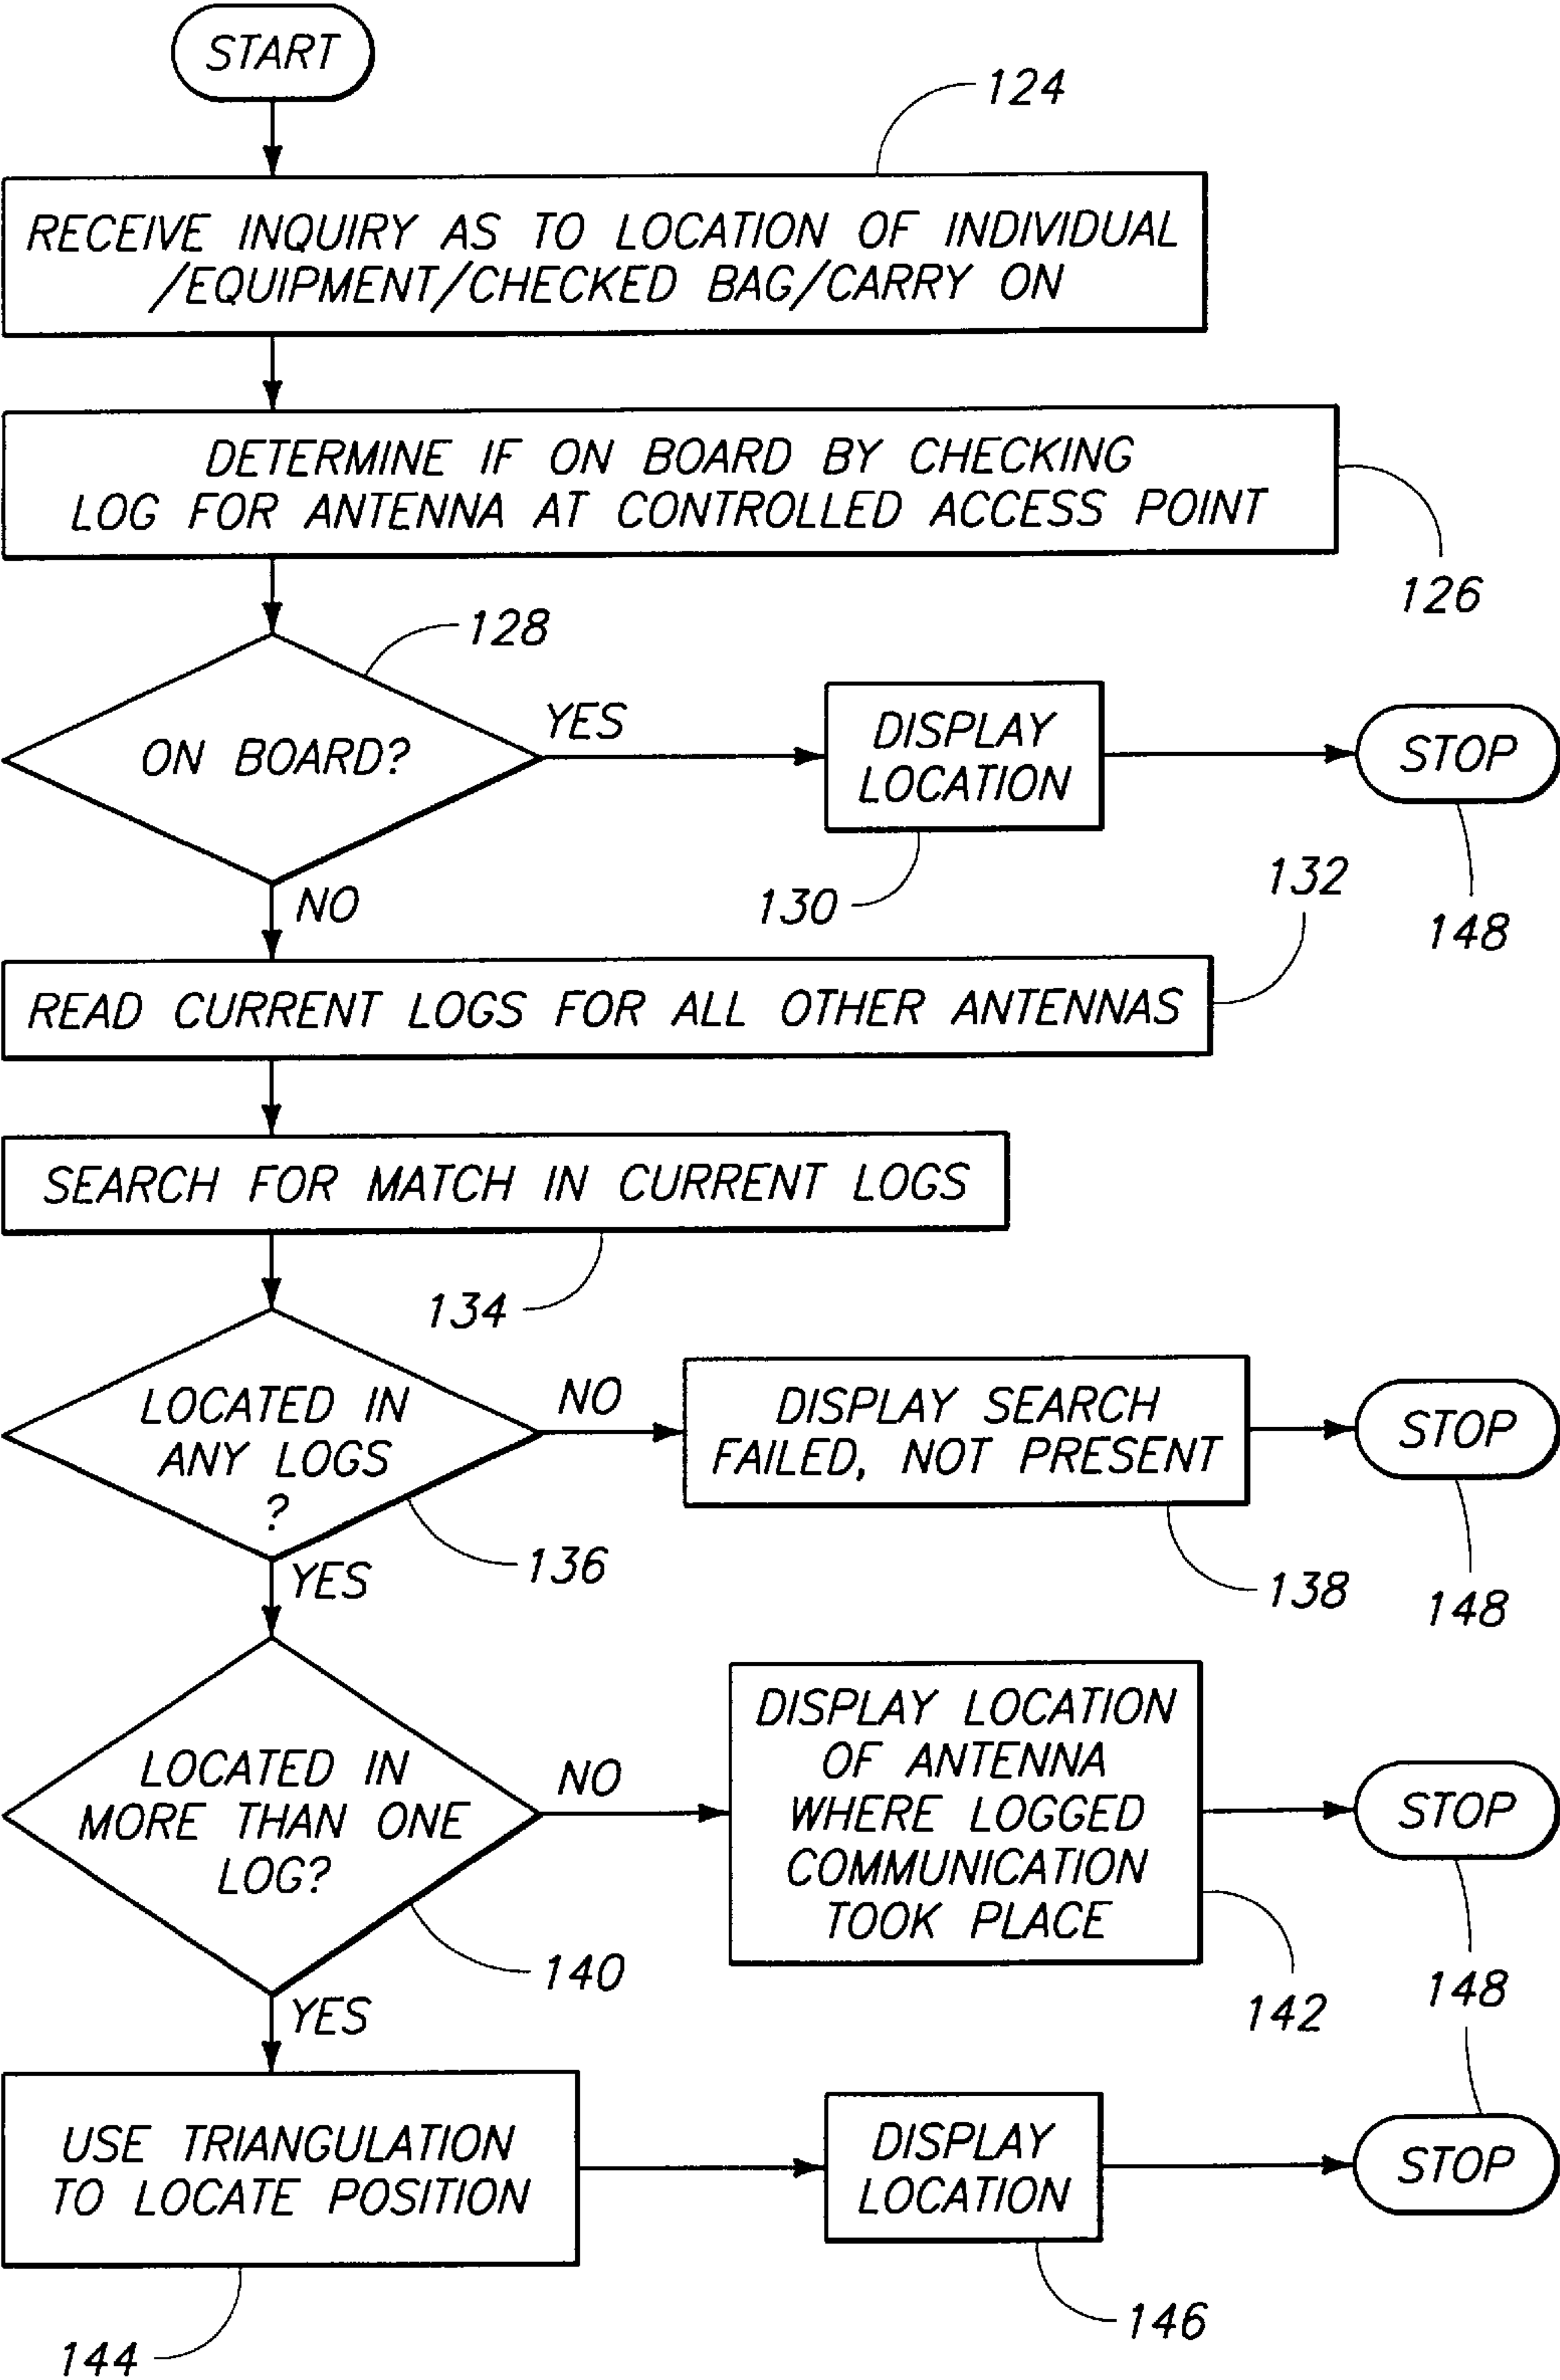 START
124
RECEIVE INQUIRY AS TO LOCATION OF INDIVIDUAL
/EQUIPMENT/CHECKED BAG/CARRY ON
DETERMINE IF ON BOARD BY CHECKING
LOG FOR ANTENNA AT CONTROLLED ACCESS POINT
126
128
ON BOARD?
YES
DISPLAY
LOCATION
STOP
130
148
NO
132
READ CURRENT LOGS FOR ALL OTHER ANTENNAS
SEARCH FOR MATCH IN CURRENT LOGS
134
LOCATED IN
ANY LOGS
?
NO
DISPLAY SEARCH
FAILED, NOT PRESENT
STOP
136
138
148
YES
LOCATED IN
MORE THAN ONE
LOG?
NO
DISPLAY LOCATION
OF ANTENNA
WHERE LOGGED
COMMUNICATION
TOOK PLACE
STOP
140
142
148
YES
USE TRIANGULATION
TO LOCATE POSITION
DISPLAY
LOCATION
STOP
144
146